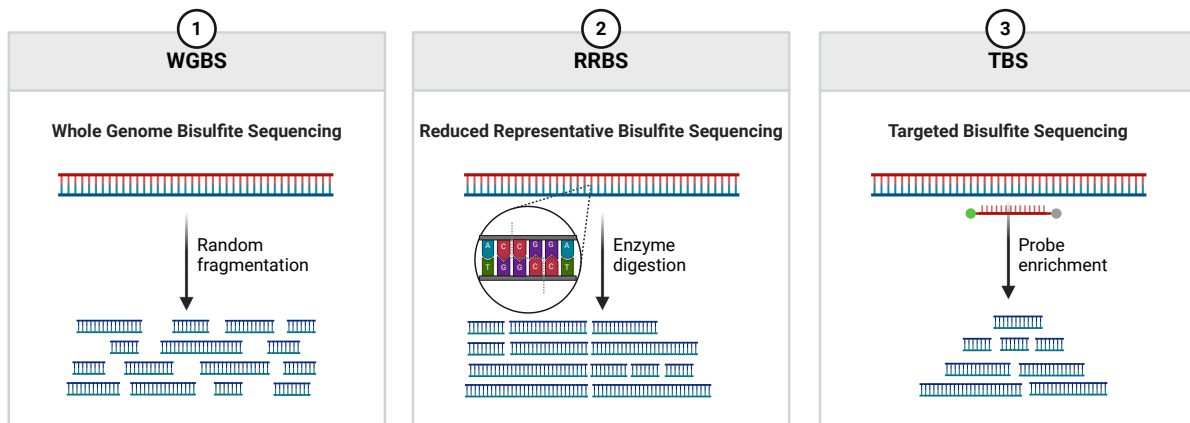 1
WGBS
Whole Genome Bisulfite Sequencing
Random
fragmentation
2
RRBS
Reduced Representative Bisulfite Sequencing
A C C G G A
T G G C C T
Enzyme
digestion
3
TBS
Targeted Bisulfite Sequencing
Probe
enrichment